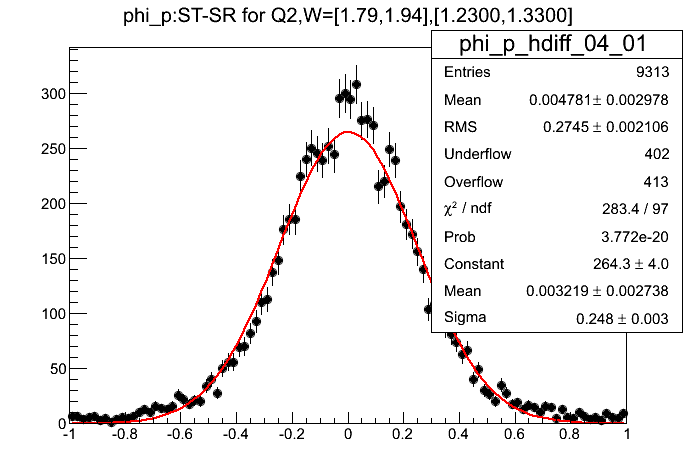 phi_p:ST-SR for Q2,W=[1.79,1.94],[1.2300,1.3300]
phi_p_hdiff_04_01
Entries 9313
Mean 0.004781 ± 0.002978
RMS 0.2745 ± 0.002106
Underflow 402
Overflow 413
χ² / ndf 283.4 / 97
Prob 3.772e-20
Constant 264.3 ± 4.0
Mean 0.003219 ± 0.002738
Sigma 0.248 ± 0.003
300
250
200
150
100
50
0
-1 -0.8 -0.6 -0.4 -0.2 0 0.2 0.4 0.6 0.8 1